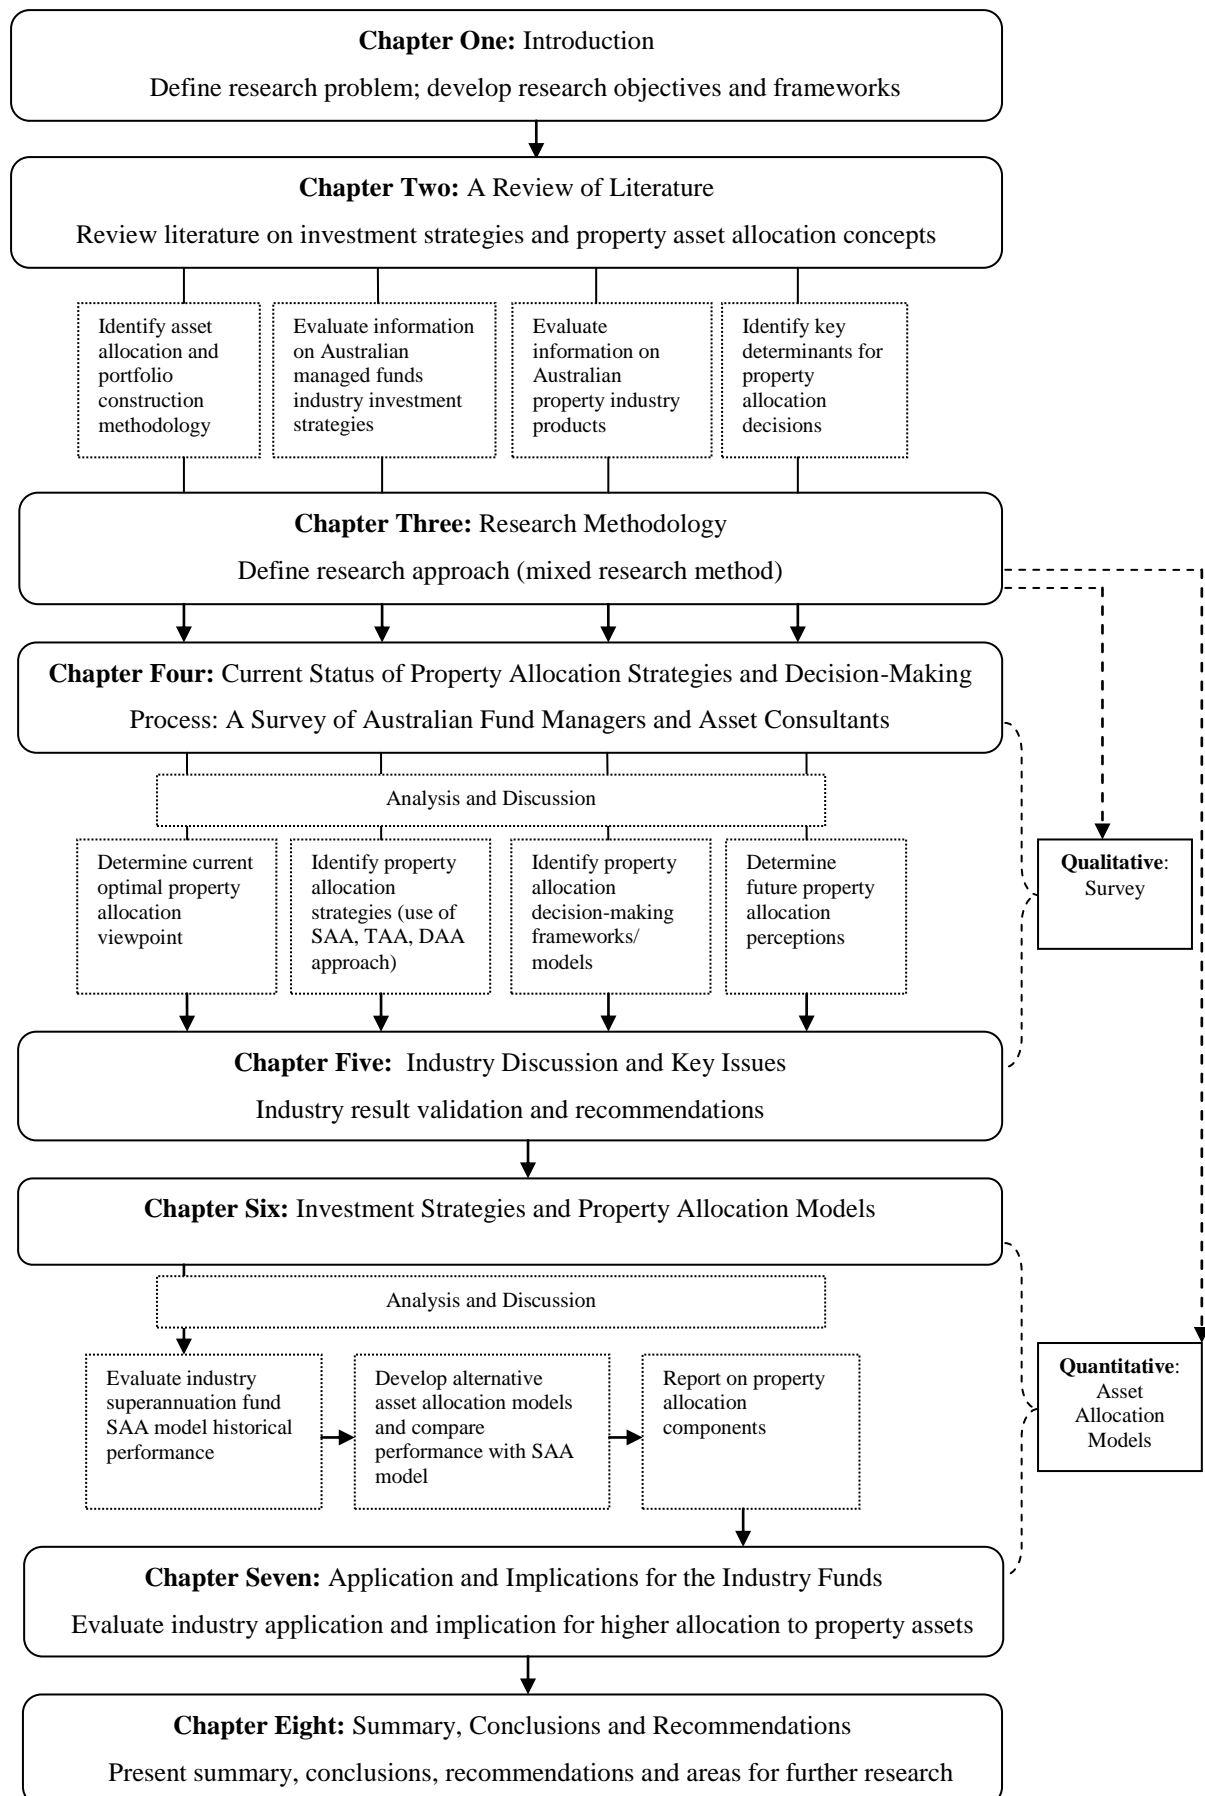 Chapter One: Introduction
Define research problem; develop research objectives and frameworks
Chapter Two: A Review of Literature
Review literature on investment strategies and property asset allocation concepts
Identify asset
allocation and
portfolio
construction
methodology
Evaluate information
on Australian
managed funds
industry investment
strategies
Evaluate
information on
Australian
property industry
products
Identify key
determinants for
property
allocation
decisions
Chapter Three: Research Methodology
Define research approach (mixed research method)
Chapter Four: Current Status of Property Allocation Strategies and Decision-Making
Process: A Survey of Australian Fund Managers and Asset Consultants
Analysis and Discussion
Determine current
optimal property
allocation
viewpoint
Identify property
allocation
strategies (use of
SAA, TAA, DAA
approach)
Identify property
allocation
decision-making
frameworks/
models
Determine
future property
allocation
perceptions
Qualitative:
Survey
Chapter Five: Industry Discussion and Key Issues
Industry result validation and recommendations
Chapter Six: Investment Strategies and Property Allocation Models
Analysis and Discussion
Evaluate industry
superannuation fund
SAA model historical
performance
Develop alternative
asset allocation models
and compare
performance with SAA
model
Report on property
allocation
components
Quantitative:
Asset
Allocation
Models
Chapter Seven: Application and Implications for the Industry Funds
Evaluate industry application and implication for higher allocation to property assets
Chapter Eight: Summary, Conclusions and Recommendations
Present summary, conclusions, recommendations and areas for further research